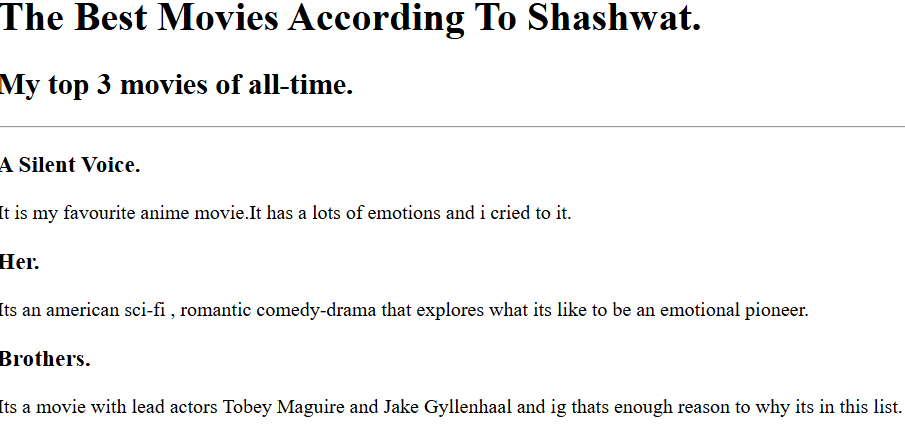 The Best Movies According To Shashwat.
My top 3 movies of all-time.
A Silent Voice.
It is my favourite anime movie.It has a lots of emotions and i cried to it.
Her.
Its an american sci-fi , romantic comedy-drama that explores what its like to be an emotional pioneer.
Brothers.
Its a movie with lead actors Tobey Maguire and Jake Gyllenhaal and ig thats enough reason to why its in this list.